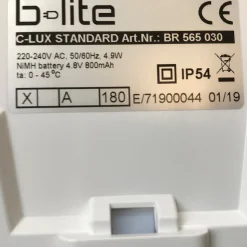 b-lite CE
C-LUX STANDARD Art.Nr.: BR 565 030
220-240V AC, 50/60Hz, 4.9W
NiMH battery 4.8V 800mAh
ta: 0 - 45°C
IP54
X A 180 E/71900044 01/19